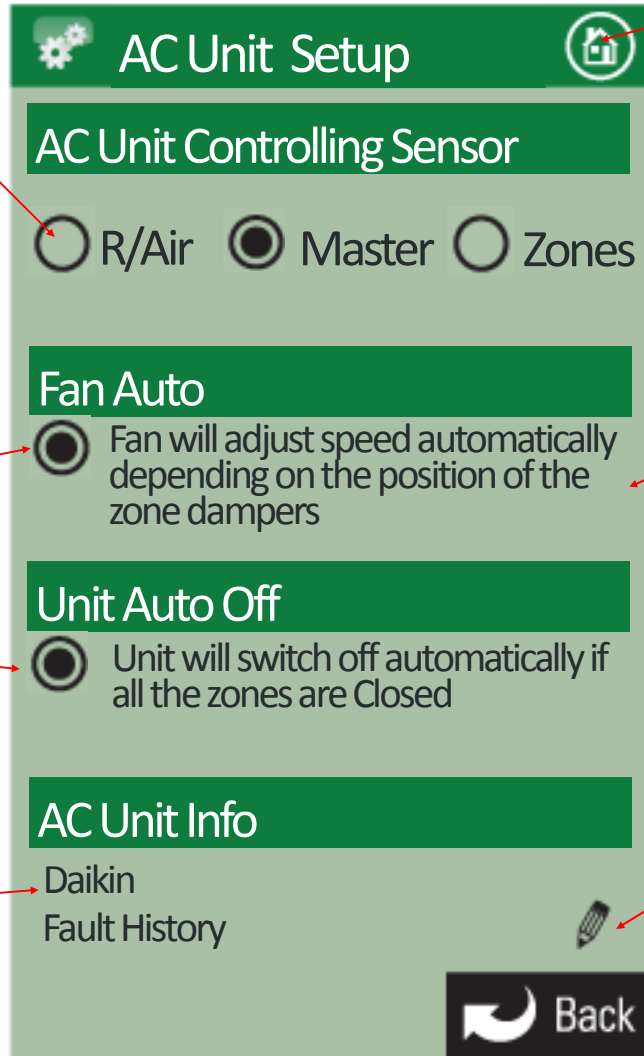 AC Unit Setup
AC Unit Controlling Sensor
R/Air Master Zones
Fan Auto
Fan will adjust speed automatically
depending on the position of the
zone dampers
Unit Auto Off
Unit will switch off automatically if
all the zones are Closed
AC Unit Info
Daikin
Fault History
Back